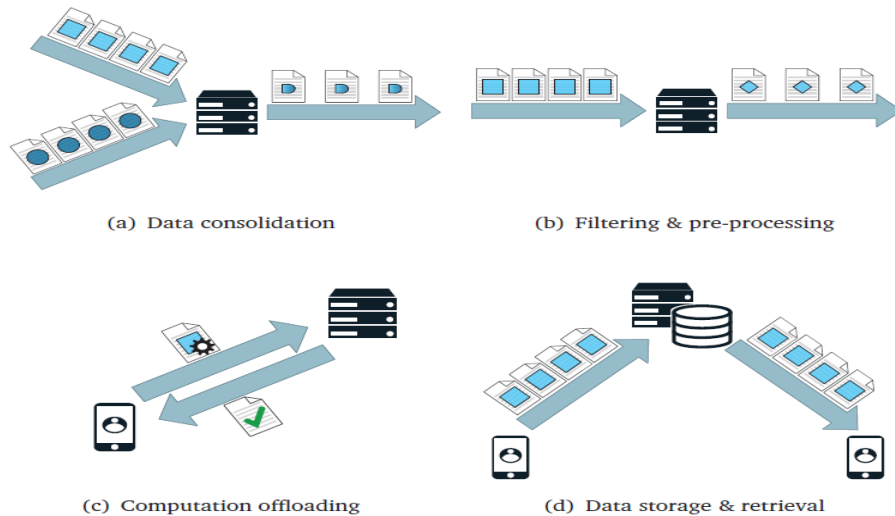 (a) Data consolidation
(b) Filtering & pre-processing
(c) Computation offloading
(d) Data storage & retrieval